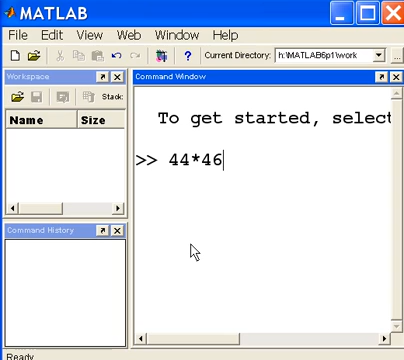 MATLAB
File Edit View Web Window Help
Current Directory: h:\MATLAB6p1\work
Workspace
Command Window
Stack:
Name Size
To get started, select
>> 44*46
Command History
Ready